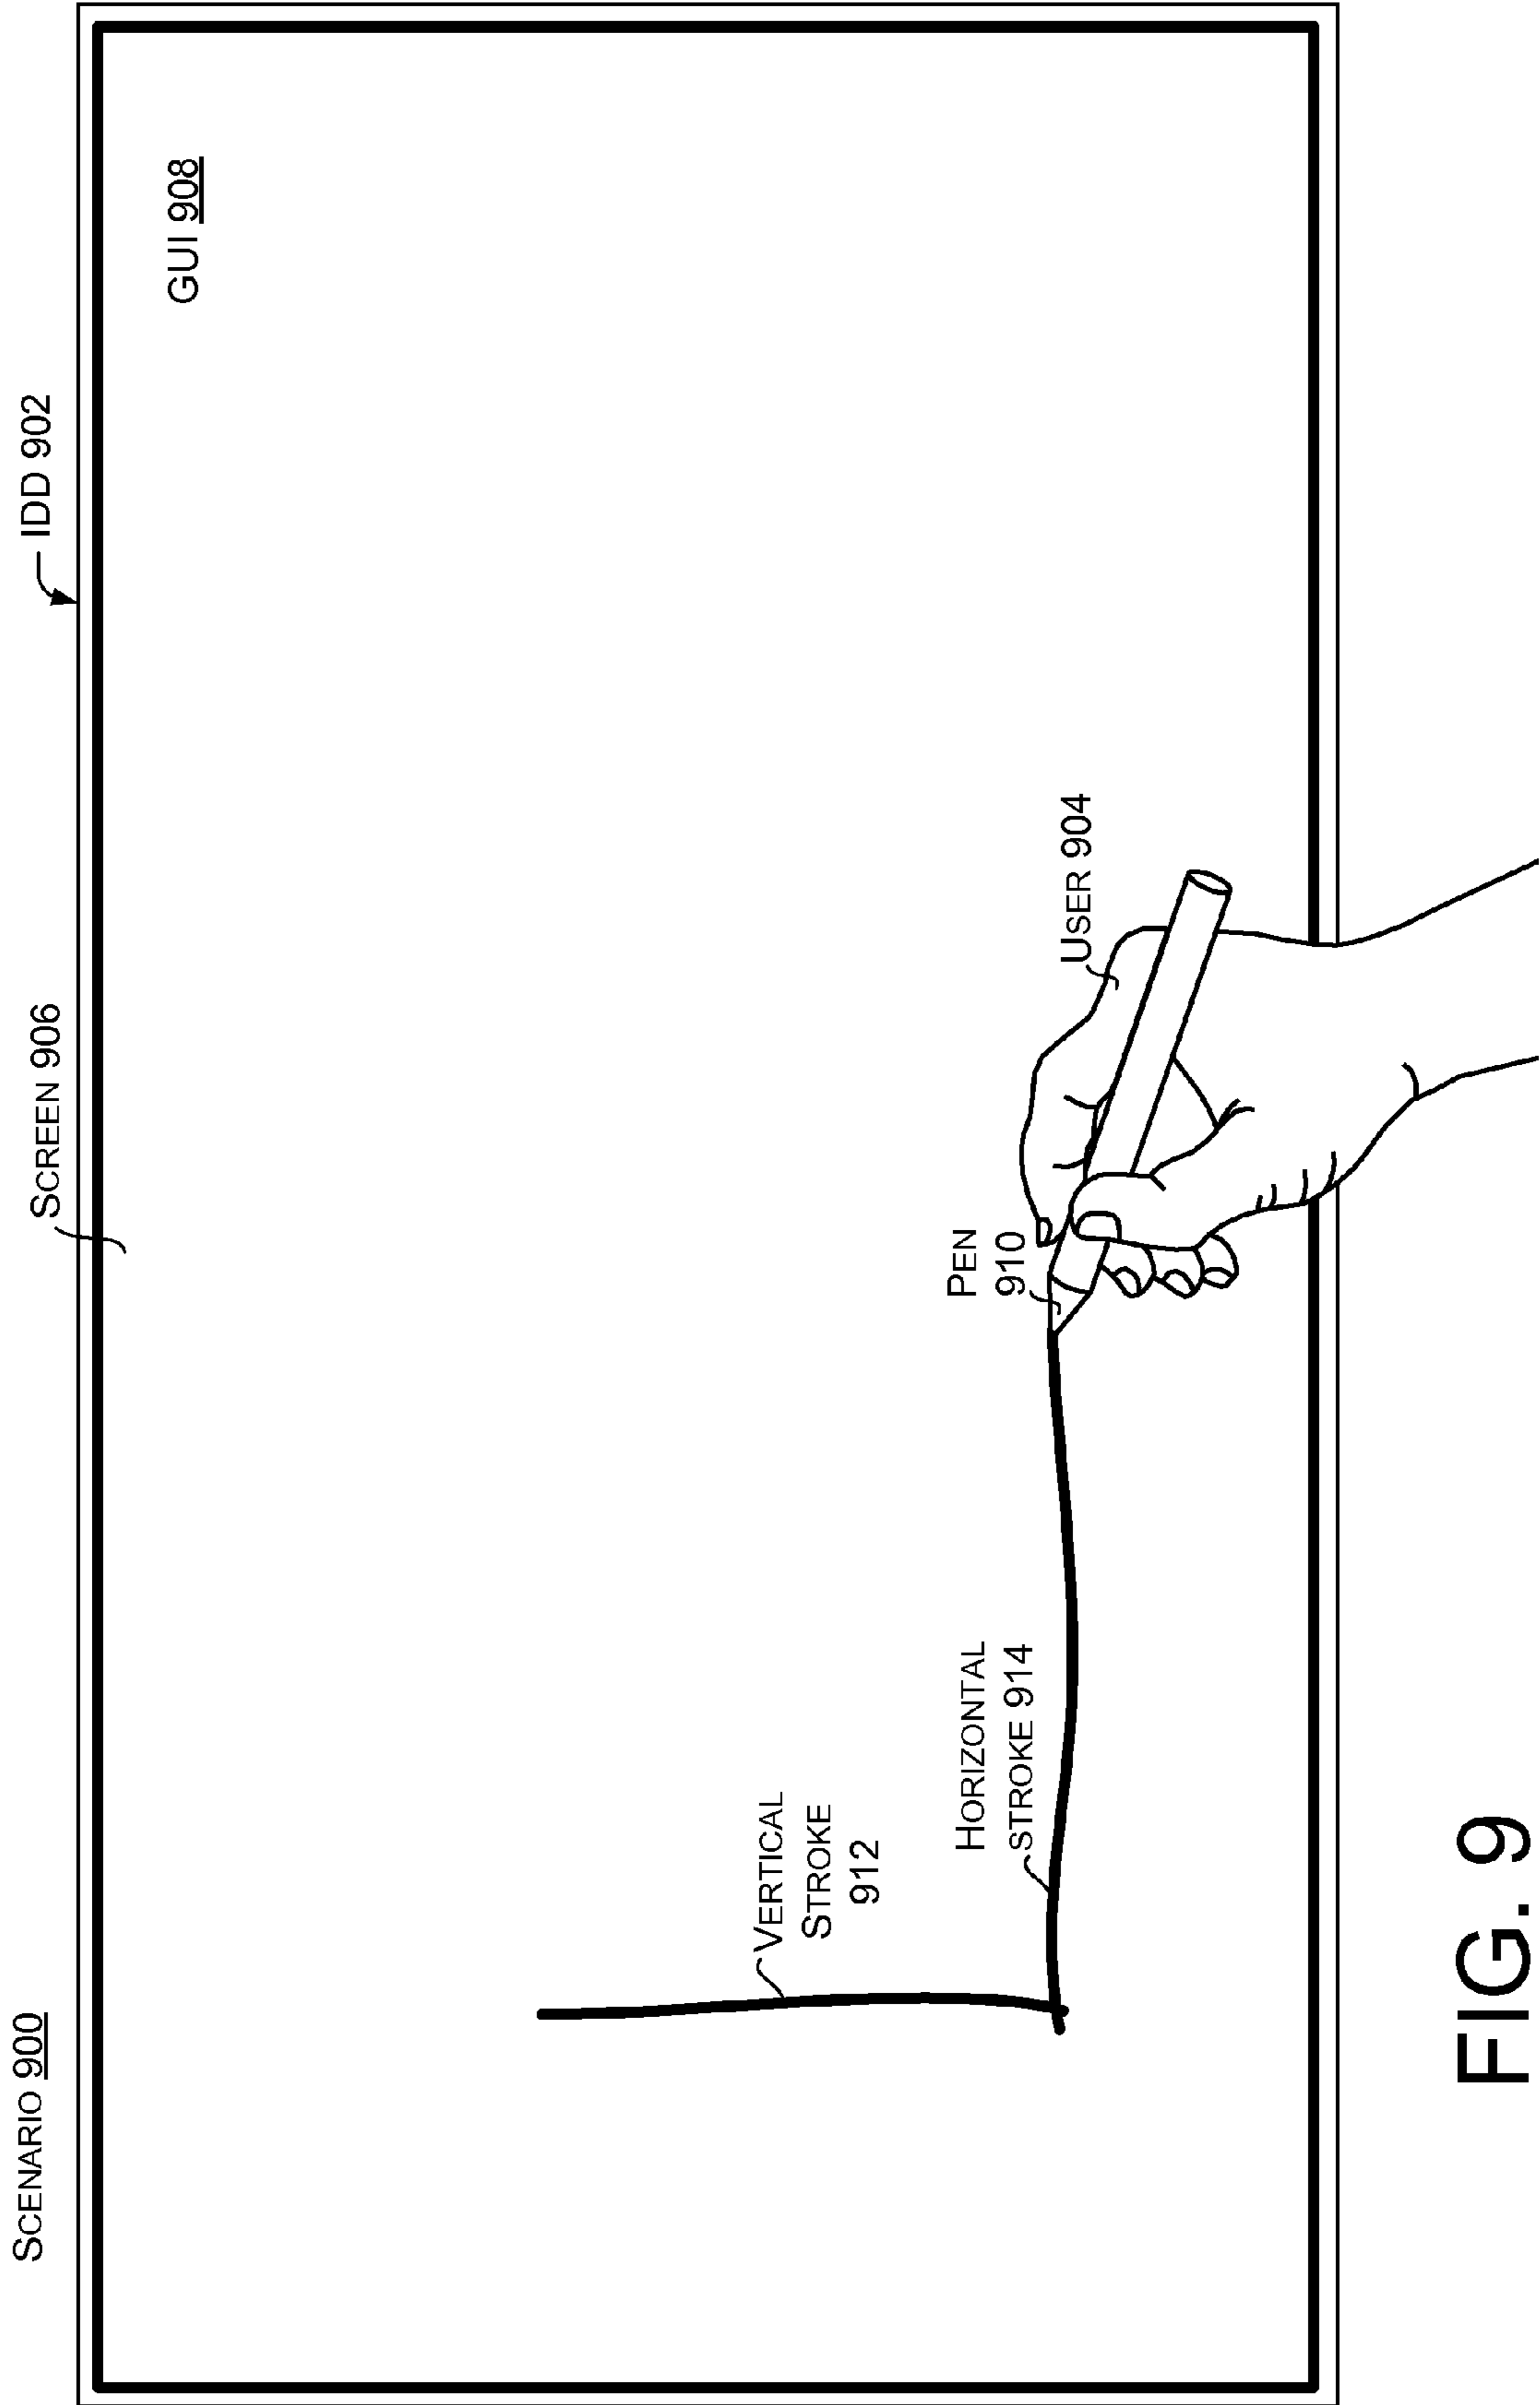 SCENARIO 900
SCREEN 906
IDD 902
GUI 908
VERTICAL
STROKE
912
HORIZONTAL
STROKE 914
PEN
910
USER 904
FIG. 9